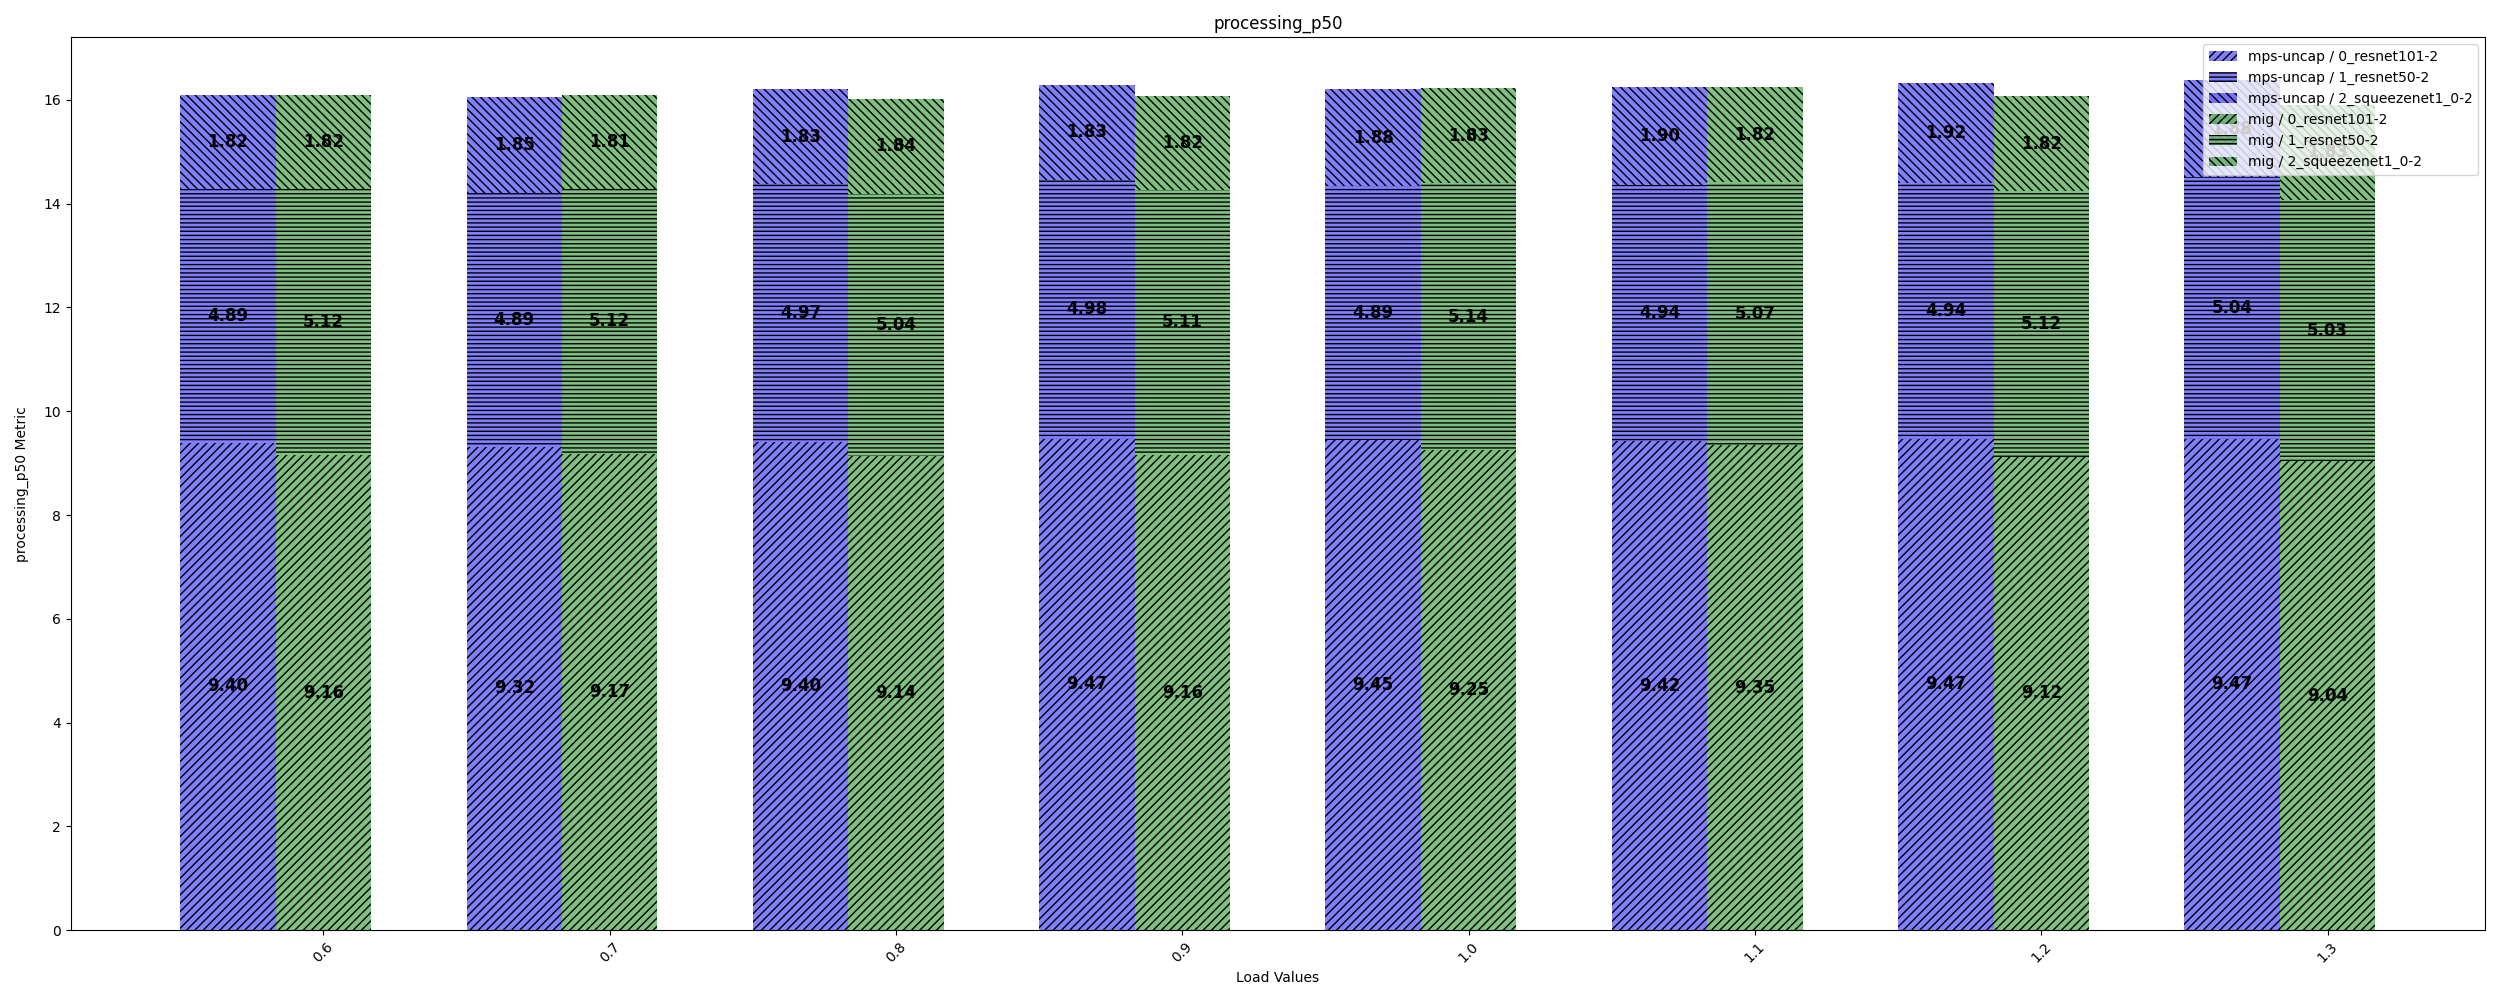 processing_p50
mps-uncap / 0_resnet101-2
mps-uncap / 1_resnet50-2
mps-uncap / 2_squeezenet1_0-2
mig / 0_resnet101-2
mig / 1_resnet50-2
mig / 2_squeezenet1_0-2
processing_p50 Metric
16
14
12
10
8
6
4
2
0
1.82 1.82 1.85 1.81 1.83 1.84 1.83 1.82 1.88 1.83 1.90 1.82 1.92 1.82 1.88
4.89 5.12 4.89 5.12 4.97 5.04 4.98 5.11 4.89 5.14 4.94 5.07 4.94 5.12 5.04 5.03
9.40 9.16 9.32 9.17 9.40 9.14 9.47 9.16 9.45 9.25 9.42 9.35 9.47 9.12 9.47 9.04
0.6 0.7 0.8 0.9 1.0 1.1 1.2 1.3
Load Values